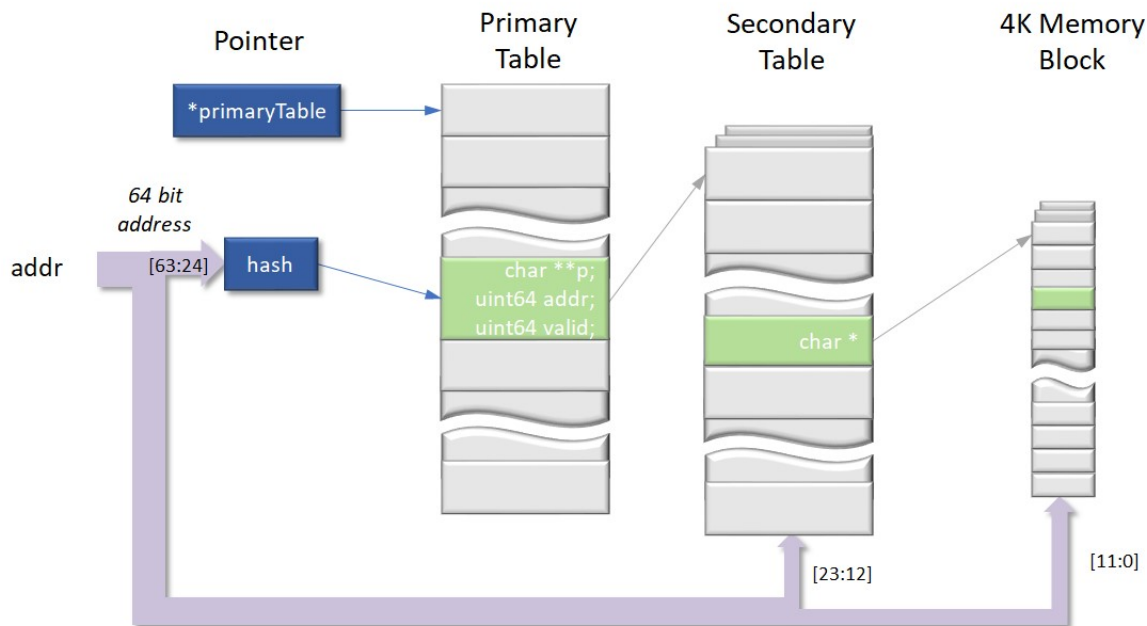 Pointer
Primary
Table
Secondary
Table
4K Memory
Block
*primaryTable
64 bit
address
addr
[63:24]
hash
char **p;
uint64 addr;
uint64 valid;
char *
[23:12]
[11:0]